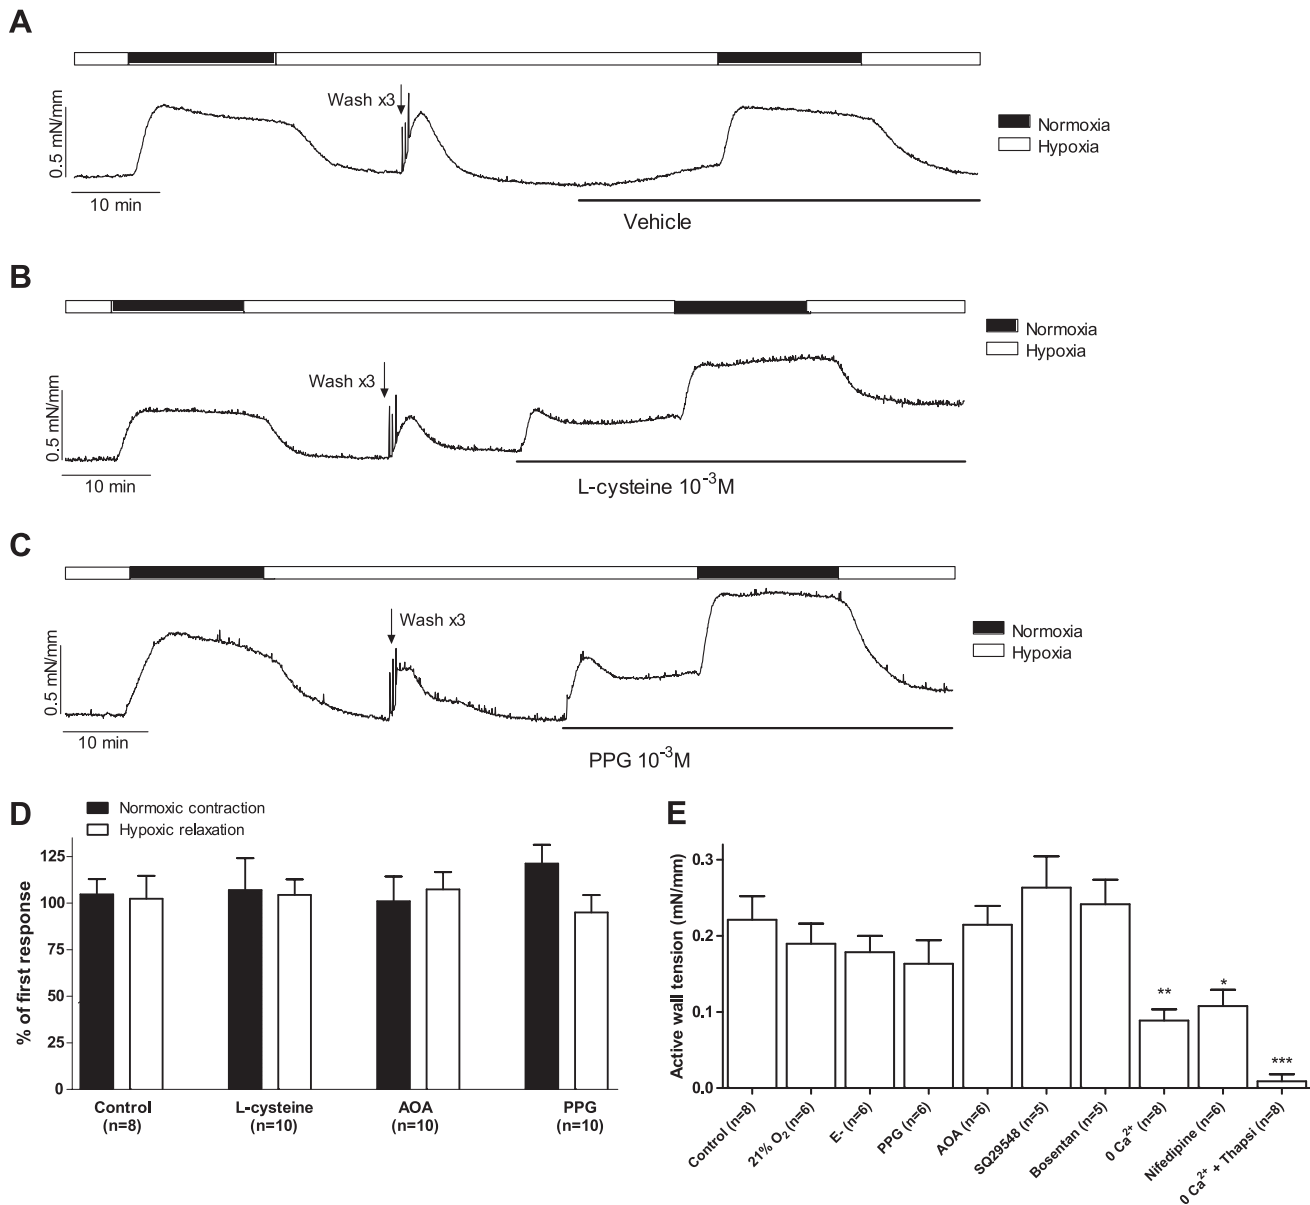 A
Wash x3
0.5 mN/mm
10 min
Vehicle
Normoxia
Hypoxia
B
Wash x3
0.5 mN/mm
10 min
L-cysteine 10⁻³M
Normoxia
Hypoxia
C
Wash x3
0.5 mN/mm
10 min
PPG 10⁻³M
Normoxia
Hypoxia
D
Normoxic contraction
Hypoxic relaxation
% of first response
125
100
75
50
25
0
Control
(n=8)
L-cysteine
(n=10)
AOA
(n=10)
PPG
(n=10)
E
Active wall tension (mN/mm)
0.3
0.2
0.1
0.0
**
*
***
Control (n=8)
21% O₂ (n=6)
E- (n=6)
PPG (n=6)
AOA (n=6)
SQ29548 (n=5)
Bosentan (n=5)
0 Ca²⁺ (n=8)
Nifedipine (n=6)
0 Ca²⁺ + Thapsi (n=8)